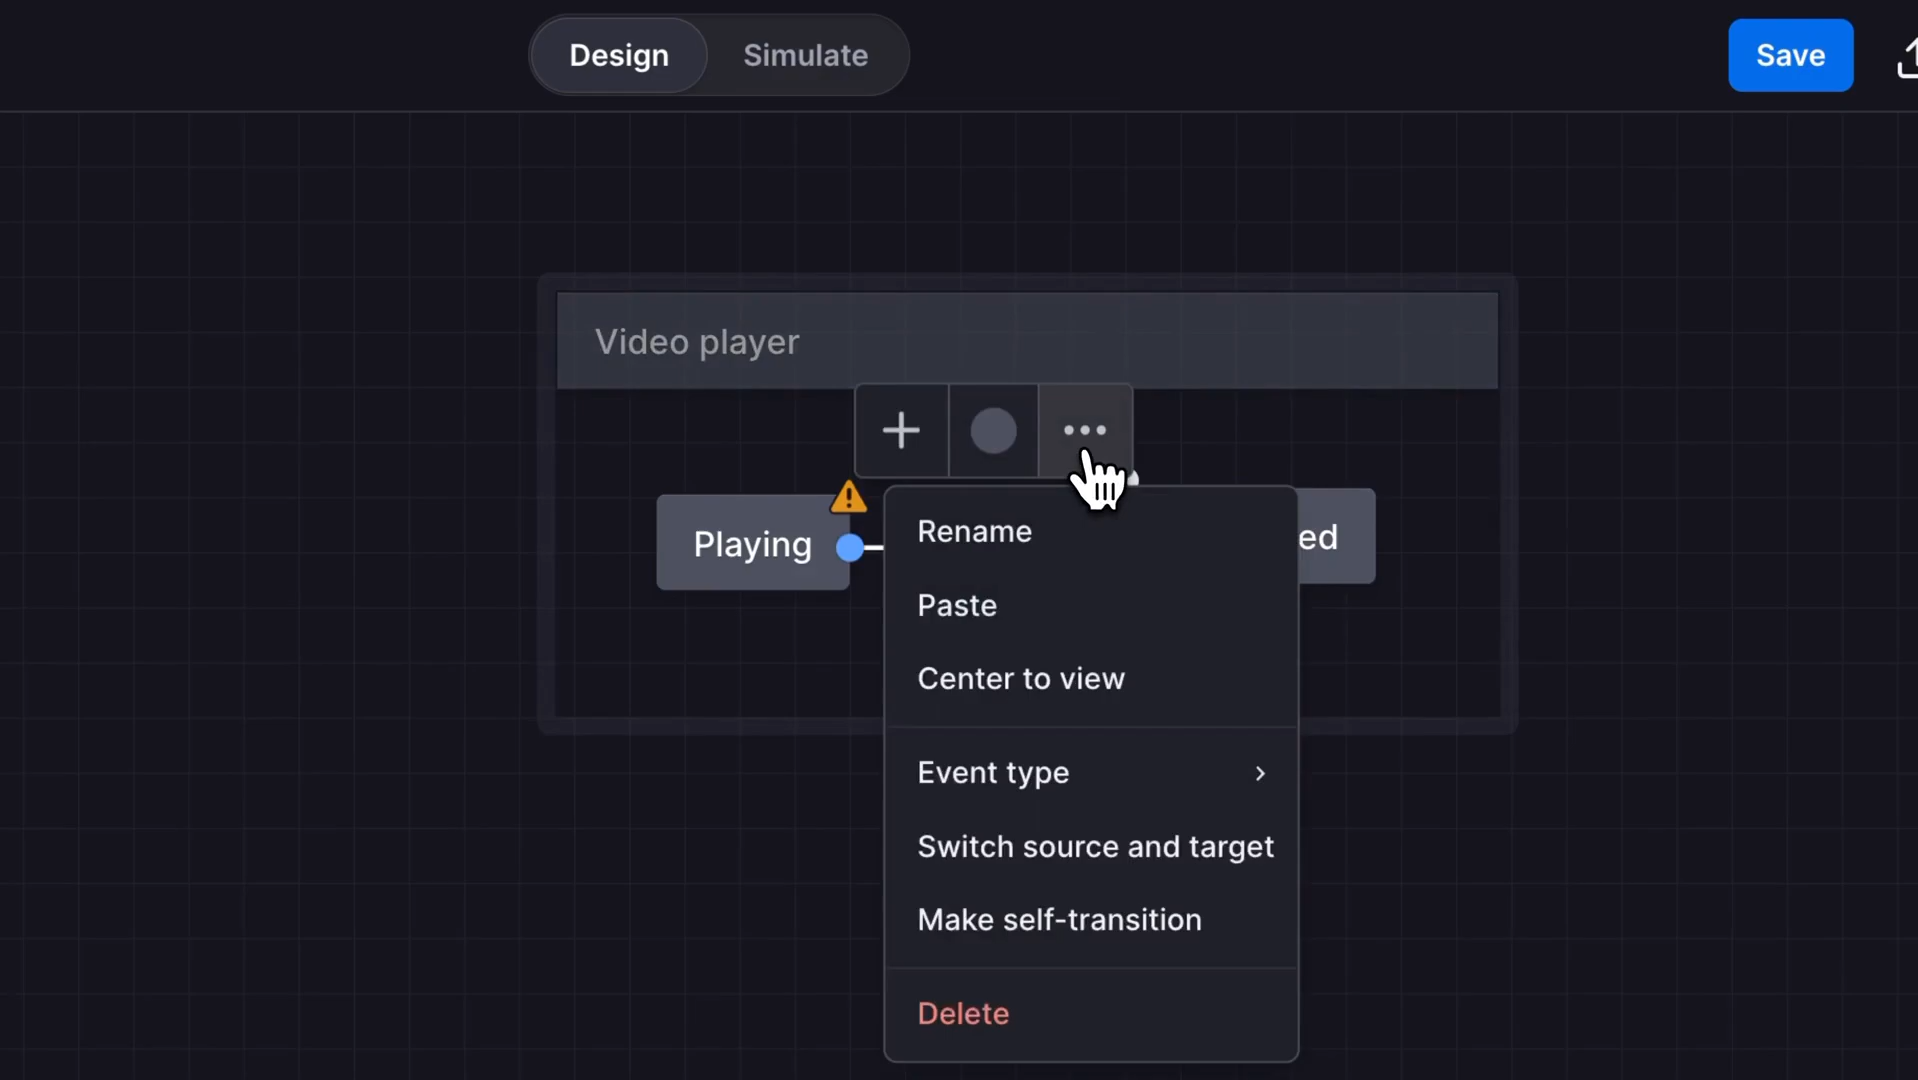 Design
Simulate
Save
Video player
Playing
ed
Rename
Paste
Center to view
Event type
Switch source and target
Make self-transition
Delete